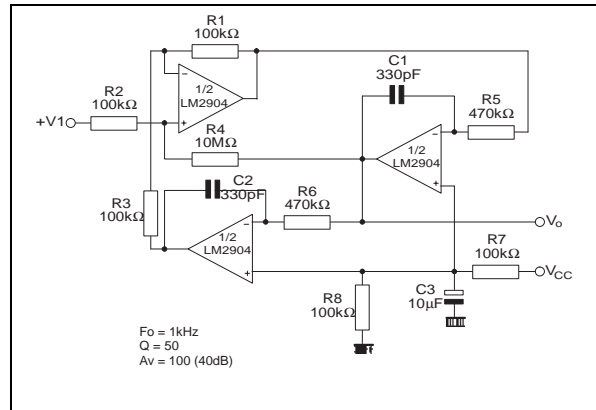 R1
100kΩ
C1
330pF
R2
100kΩ
1/2
LM2904
R5
470kΩ
+V1
R4
10MΩ
1/2
LM2904
C2
330pF
R3
100kΩ
R6
470kΩ
1/2
LM2904
Vo
R7
100kΩ
VCC
R8
100kΩ
C3
10µF
Fo = 1kHz
Q = 50
Av = 100 (40dB)